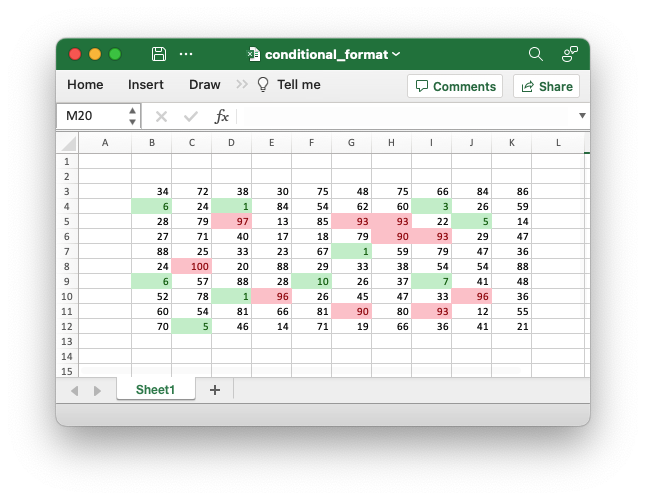 conditional_format
Home Insert Draw Tell me Comments Share
M20 fx
A B C D E F G H I J K L
1
2
3 34 72 38 30 75 48 75 66 84 86
4 6 24 1 84 54 62 60 3 26 59
5 28 79 97 13 85 93 93 22 5 14
6 27 71 40 17 18 79 90 93 29 47
7 88 25 33 23 67 1 59 79 47 36
8 24 100 20 88 29 33 38 54 54 88
9 6 57 88 28 10 26 37 7 41 48
10 52 78 1 96 26 45 47 33 96 36
11 60 54 81 66 81 90 80 93 12 55
12 70 5 46 14 71 19 66 36 41 21
13
14
15
Sheet1 +